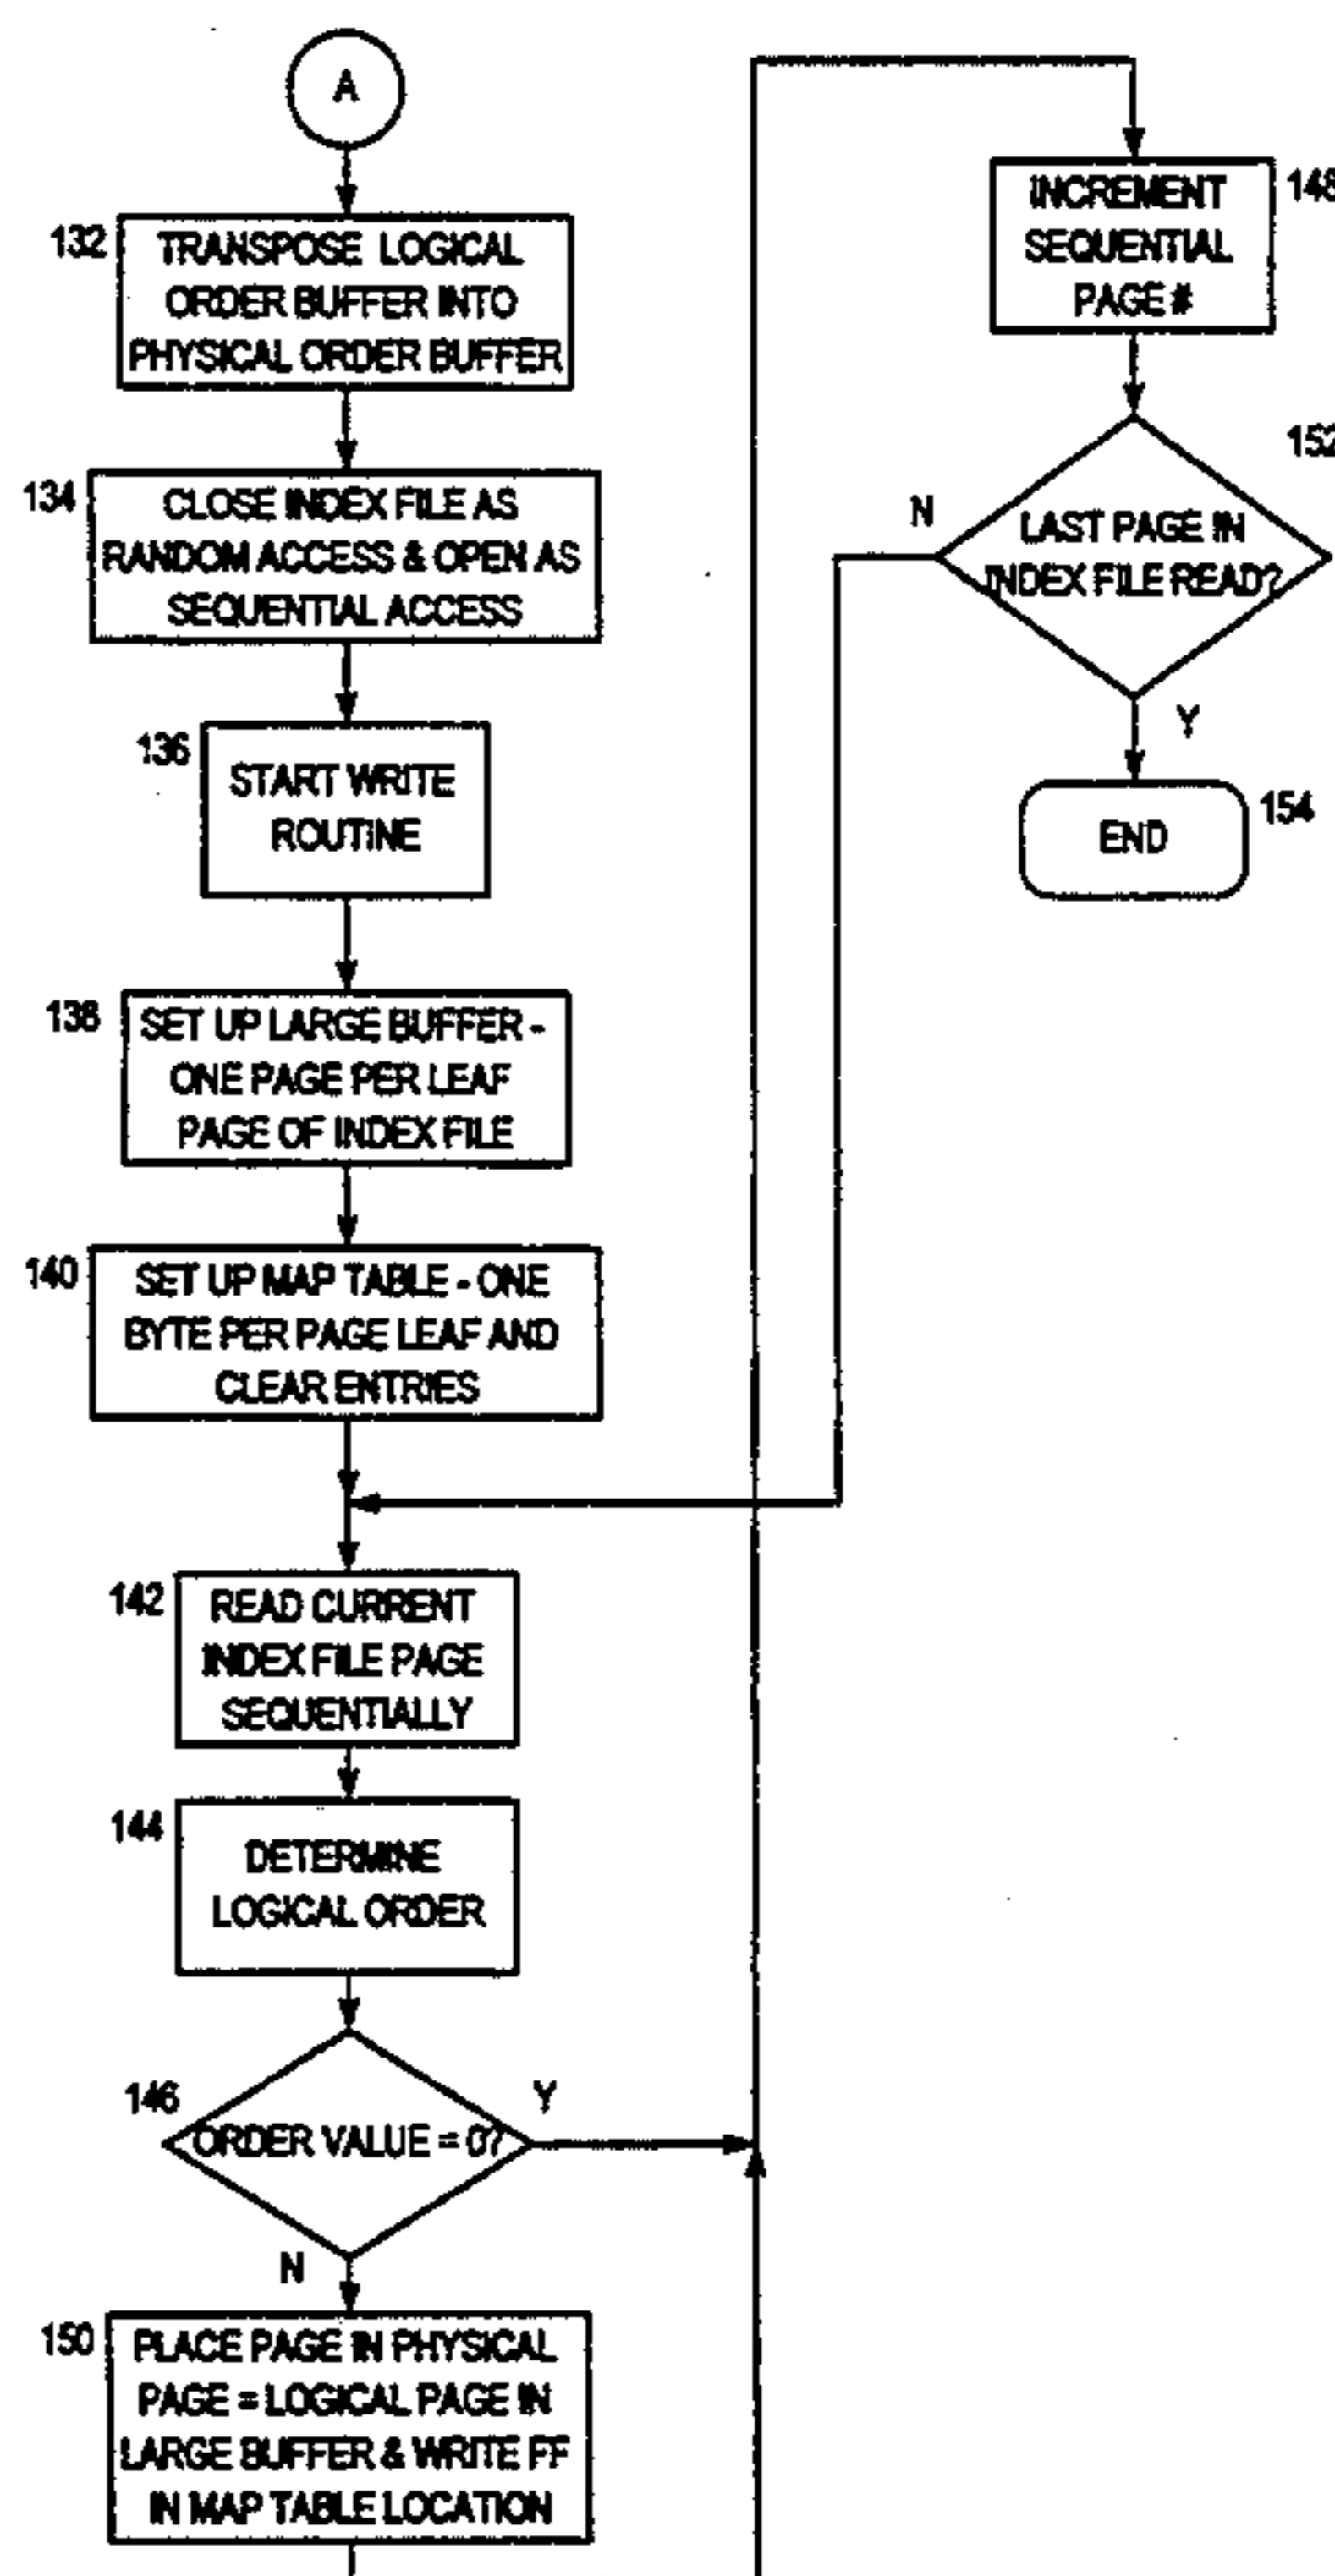 A
132
TRANSPOSE LOGICAL
ORDER BUFFER INTO
PHYSICAL ORDER BUFFER
134
CLOSE INDEX FILE AS
RANDOM ACCESS & OPEN AS
SEQUENTIAL ACCESS
136
START WRITE
ROUTINE
138
SET UP LARGE BUFFER -
ONE PAGE PER LEAF
PAGE OF INDEX FILE
140
SET UP MAP TABLE - ONE
BYTE PER PAGE LEAF AND
CLEAR ENTRIES
142
READ CURRENT
INDEX FILE PAGE
SEQUENTIALLY
144
DETERMINE
LOGICAL ORDER
146
ORDER VALUE = 0?
Y
N
150
PLACE PAGE IN PHYSICAL
PAGE = LOGICAL PAGE IN
LARGE BUFFER & WRITE FF
IN MAP TABLE LOCATION
148
INCREMENT
SEQUENTIAL
PAGE #
152
LAST PAGE IN
INDEX FILE READ?
N
Y
END
154